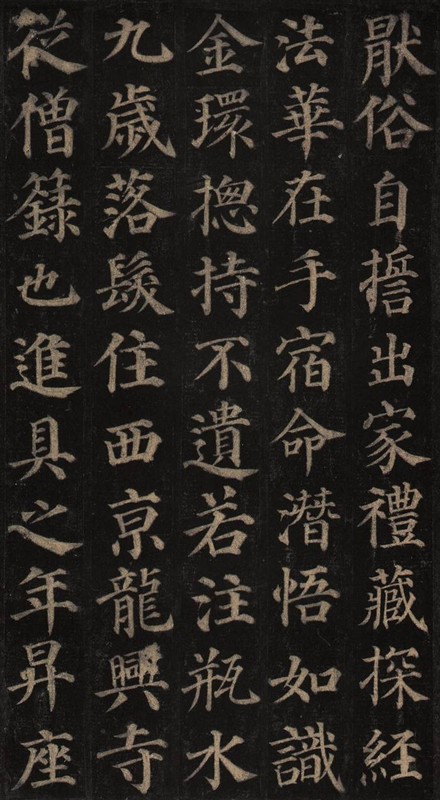 猒俗自誓出家禮藏探經
法華在手宿命潛悟如識
金環揔持不遺若注瓶水
九歲落髮住西京龍興寺
從僧籙也進具之年昇座